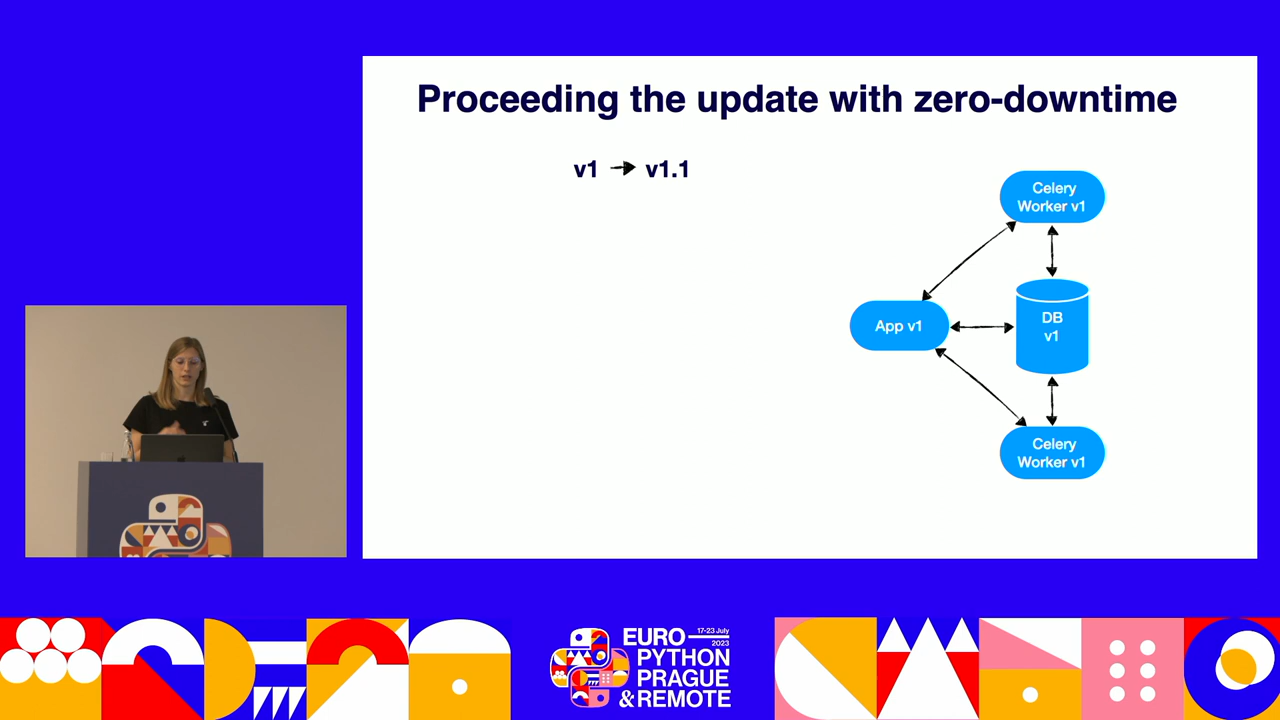 Proceeding the update with zero-downtime
v1 → v1.1
Celery
Worker v1
App v1
DB
v1
Celery
Worker v1
17-23 July
2023
EURO
PYTHON
PRAGUE
& REMOTE